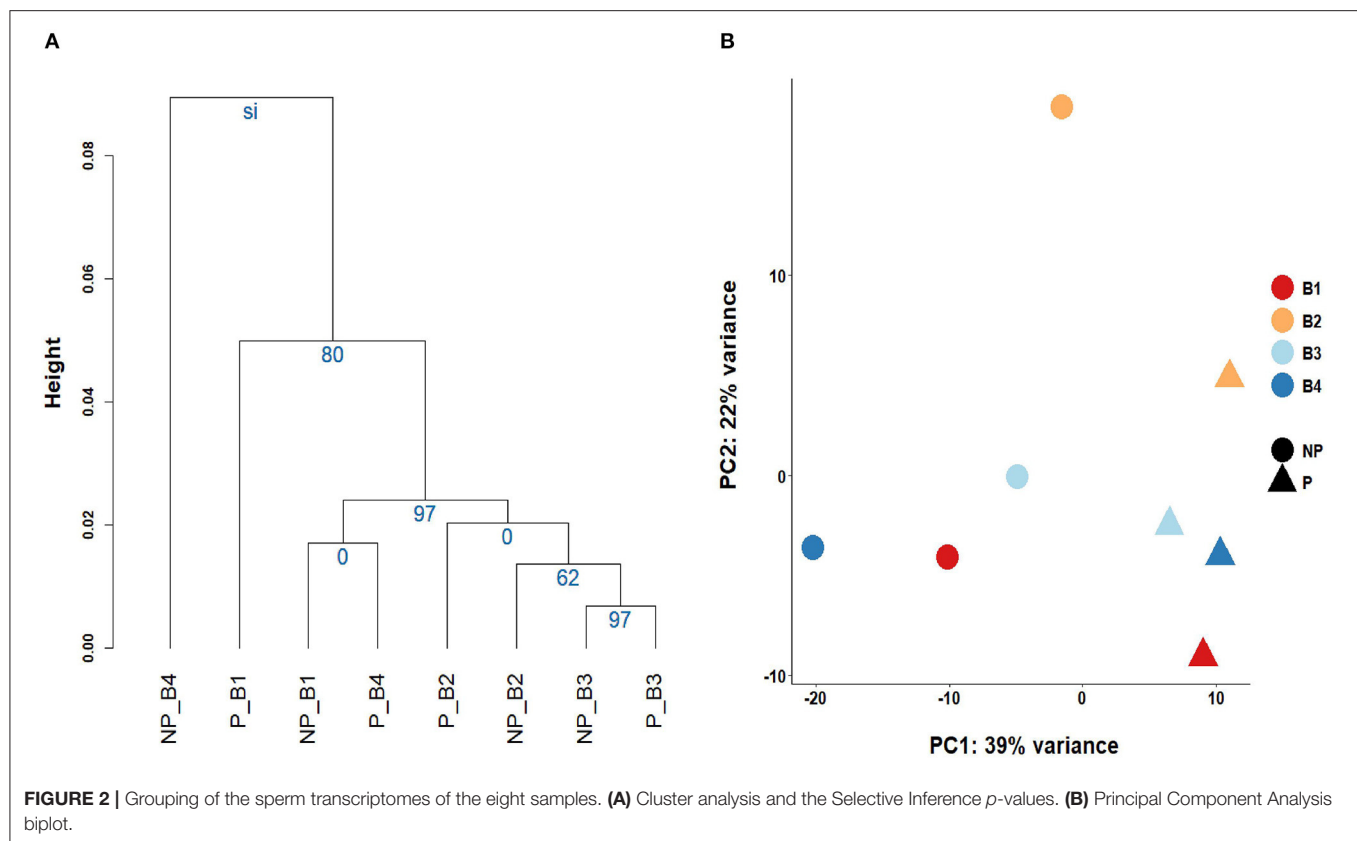 A
B
si
80
97
0
0
62
97
Height
0.00
0.02
0.04
0.06
0.08
NP_B4
P_B1
NP_B1
P_B4
P_B2
NP_B2
NP_B3
P_B3
PC2: 22% variance
10
0
-10
-20
-10
0
10
PC1: 39% variance
B1
B2
B3
B4
NP
P
FIGURE 2 | Grouping of the sperm transcriptomes of the eight samples. (A) Cluster analysis and the Selective Inference p-values. (B) Principal Component Analysis
biplot.